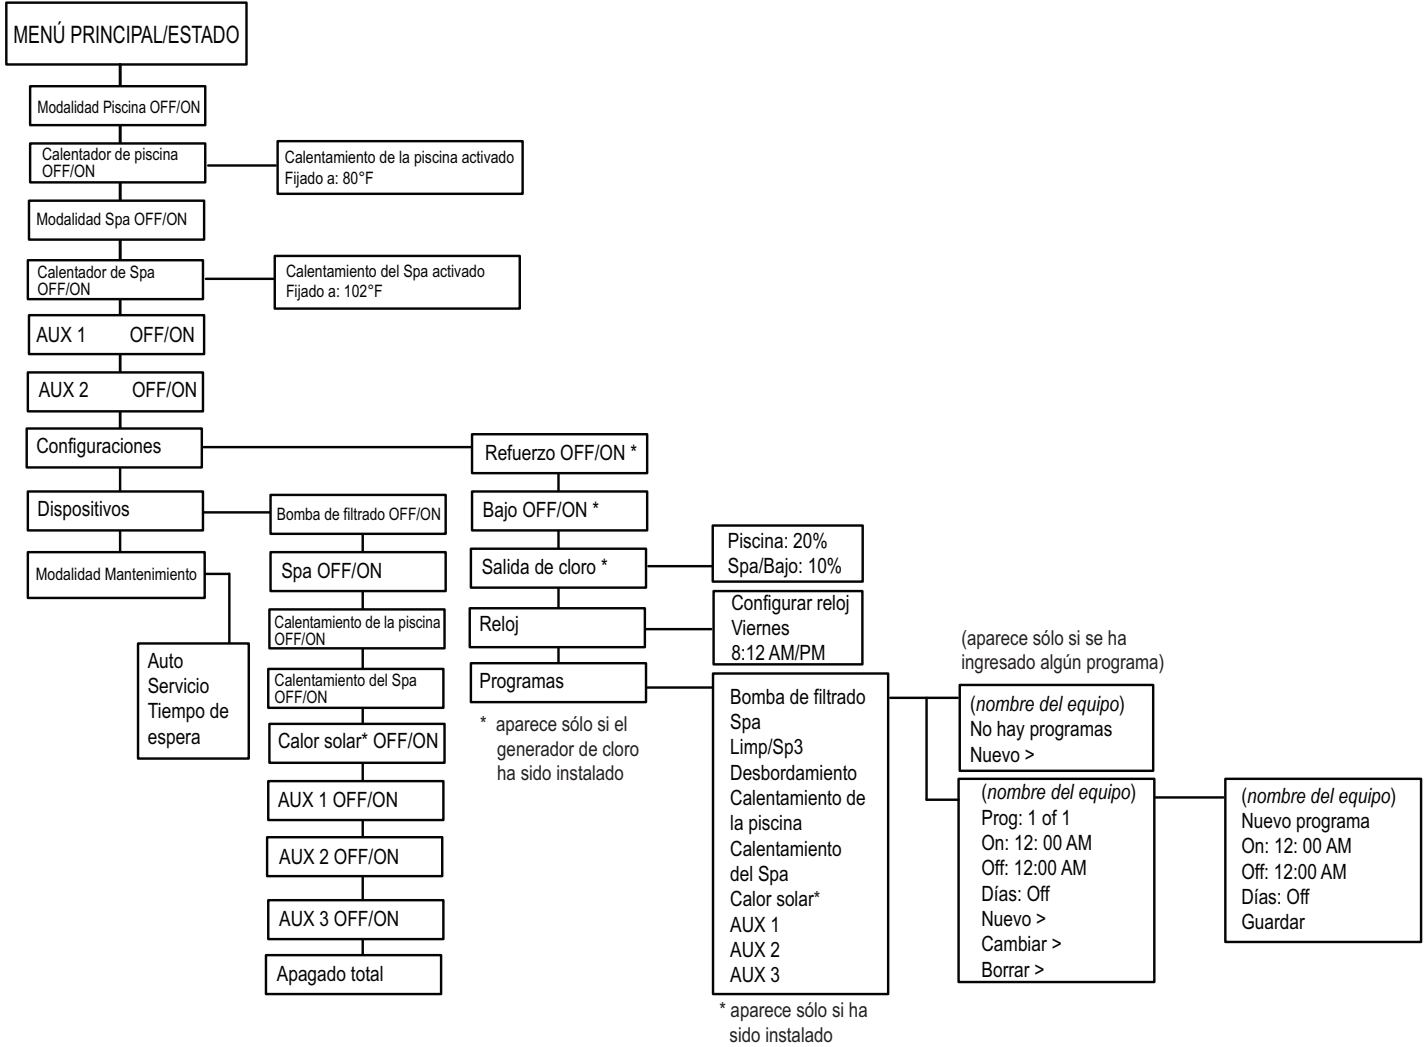 MENÚ PRINCIPAL/ESTADO
Modalidad Piscina OFF/ON
Calentador de piscina
OFF/ON
Calentamiento de la piscina activado
Fijado a: 80°F
Modalidad Spa OFF/ON
Calentador de Spa
OFF/ON
Calentamiento del Spa activado
Fijado a: 102°F
AUX 1 OFF/ON
AUX 2 OFF/ON
Configuraciones
Dispositivos
Modalidad Mantenimiento
Auto
Servicio
Tiempo de
espera
Bomba de filtrado OFF/ON
Spa OFF/ON
Calentamiento de la piscina
OFF/ON
Calentamiento del Spa
OFF/ON
Calor solar* OFF/ON
AUX 1 OFF/ON
AUX 2 OFF/ON
AUX 3 OFF/ON
Apagado total
Refuerzo OFF/ON *
Bajo OFF/ON *
Salida de cloro *
Reloj
Programas
* aparece sólo si el
generador de cloro
ha sido instalado
Piscina: 20%
Spa/Bajo: 10%
Configurar reloj
Viernes
8:12 AM/PM
Bomba de filtrado
Spa
Limp/Sp3
Desbordamiento
Calentamiento de
la piscina
Calentamiento
del Spa
Calor solar*
AUX 1
AUX 2
AUX 3
* aparece sólo si ha
sido instalado
(aparece sólo si se ha
ingresado algún programa)
(nombre del equipo)
No hay programas
Nuevo >
(nombre del equipo)
Prog: 1 of 1
On: 12: 00 AM
Off: 12:00 AM
Días: Off
Nuevo >
Cambiar >
Borrar >
(nombre del equipo)
Nuevo programa
On: 12: 00 AM
Off: 12:00 AM
Días: Off
Guardar